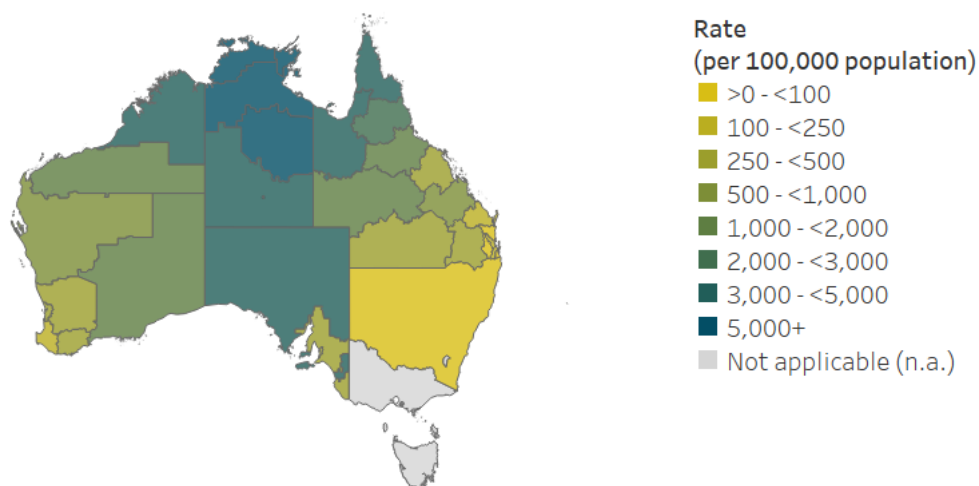 Rate
(per 100,000 population)
>0 - <100
100 - <250
250 - <500
500 - <1,000
1,000 - <2,000
2,000 - <3,000
3,000 - <5,000
5,000+
Not applicable (n.a.)